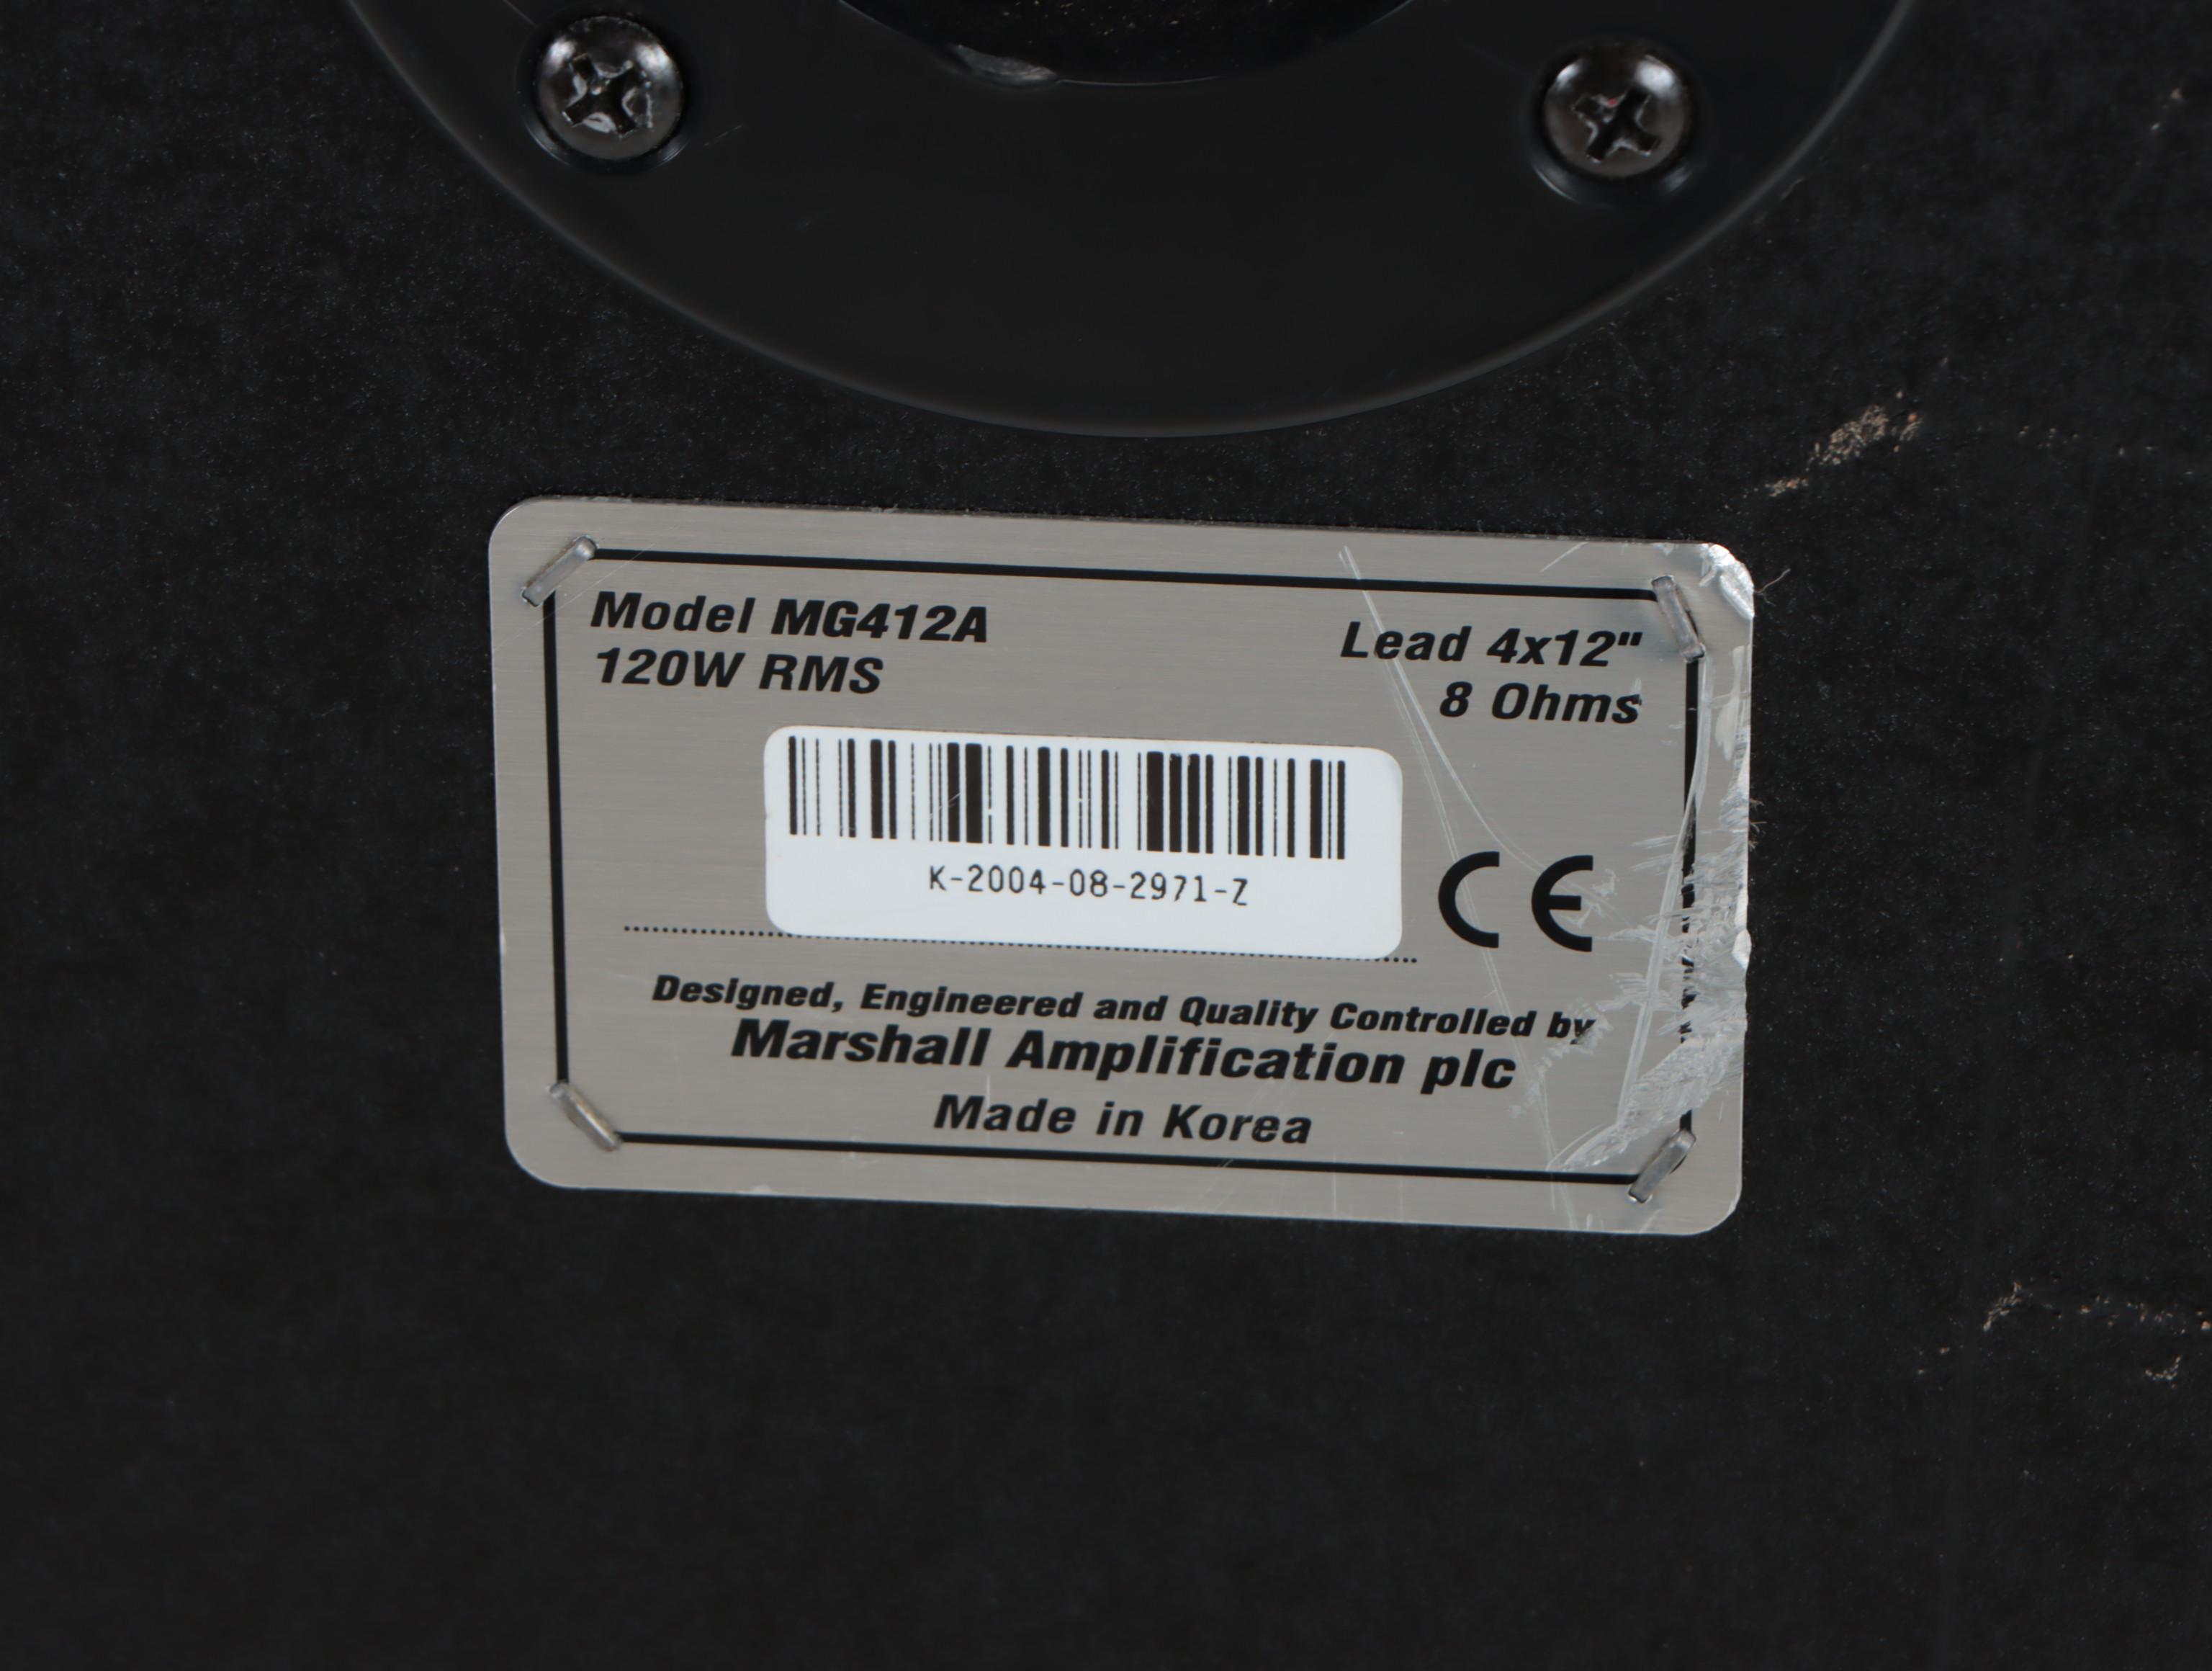 Model MG412A
120W RMS
Lead 4x12"
8 Ohms
K-2004-08-2971-Z
CE
Designed, Engineered and Quality Controlled by
Marshall Amplification plc
Made in Korea